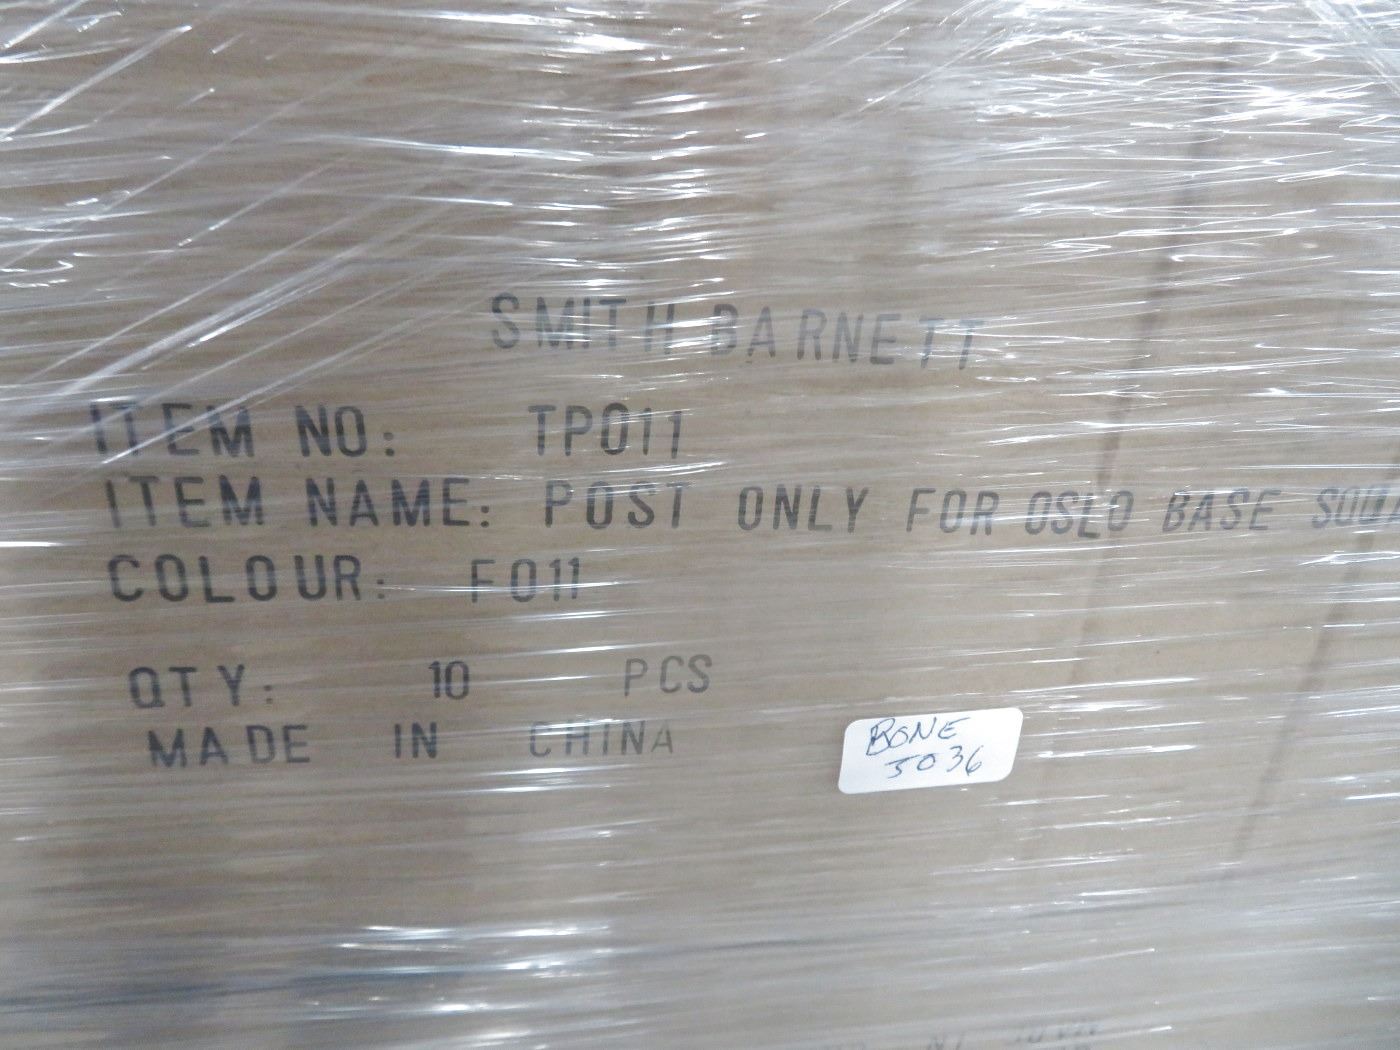 SMITH BARNETT
ITEM NO: TP011
ITEM NAME: POST ONLY FOR OSLO BASE
COLOUR: F011
QTY: 10 PCS
MADE IN CHINA
BONE
5036